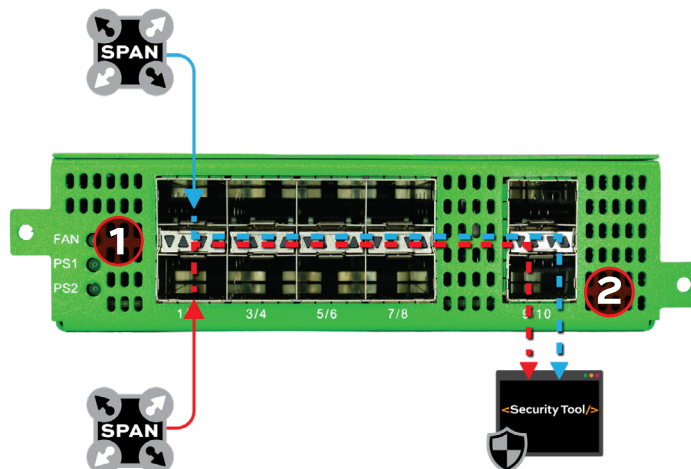 SPAN
FAN
1
PS1
PS2
2
3/4
5/6
7/8
SPAN
<Security Tool/>